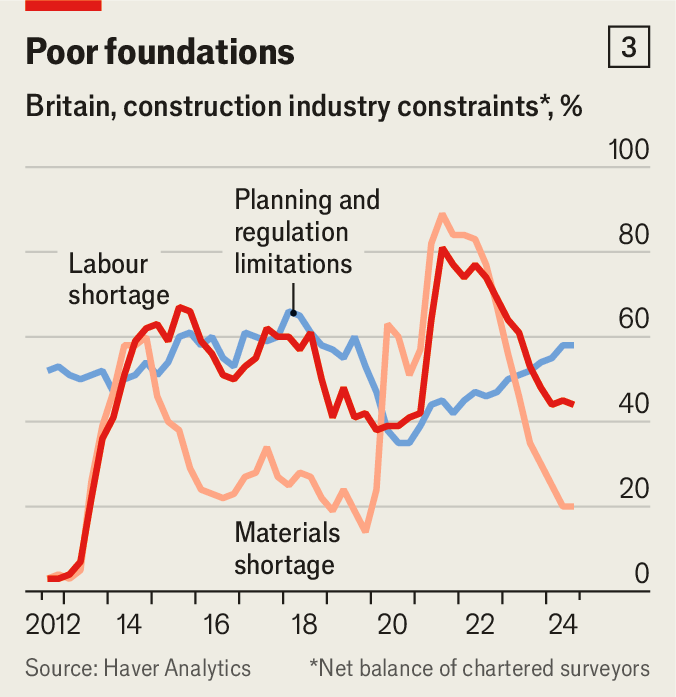 Poor foundations
3
Britain, construction industry constraints*, %
100
Planning and
regulation
limitations
80
Labour
shortage
60
40
20
Materials
shortage
0
2012 14 16 18 20 22 24
Source: Haver Analytics
*Net balance of chartered surveyors